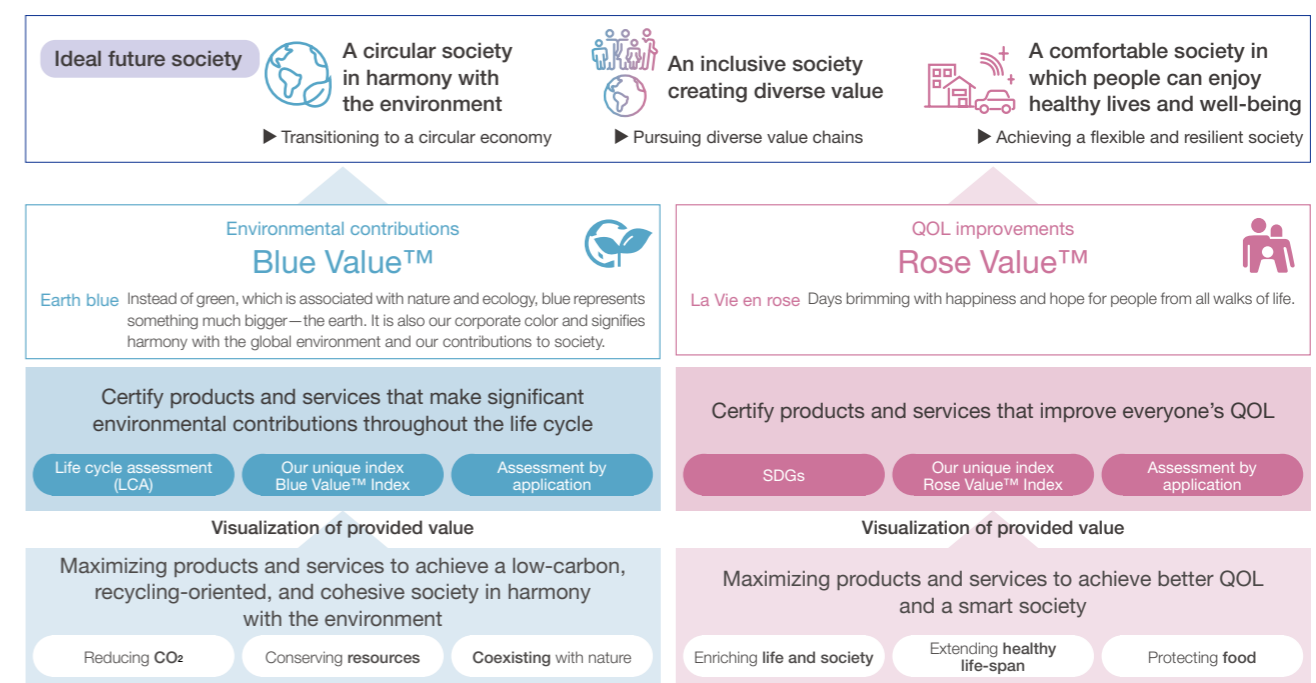 Ideal future society
A circular society
in harmony with
the environment
▶ Transitioning to a circular economy
An inclusive society
creating diverse value
▶ Pursuing diverse value chains
A comfortable society in
which people can enjoy
healthy lives and well-being
▶ Achieving a flexible and resilient society
Environmental contributions
Blue Value™
Earth blue Instead of green, which is associated with nature and ecology, blue represents
something much bigger—the earth. It is also our corporate color and signifies
harmony with the global environment and our contributions to society.
Certify products and services that make significant
environmental contributions throughout the life cycle
Life cycle assessment
(LCA)
Our unique index
Blue Value™ Index
Assessment by
application
Visualization of provided value
Maximizing products and services to achieve a low-carbon,
recycling-oriented, and cohesive society in harmony
with the environment
Reducing CO₂
Conserving resources
Coexisting with nature
QOL improvements
Rose Value™
La Vie en rose Days brimming with happiness and hope for people from all walks of life.
Certify products and services that improve everyone's QOL
SDGs
Our unique index
Rose Value™ Index
Assessment by
application
Visualization of provided value
Maximizing products and services to achieve better QOL
and a smart society
Enriching life and society
Extending healthy
life-span
Protecting food